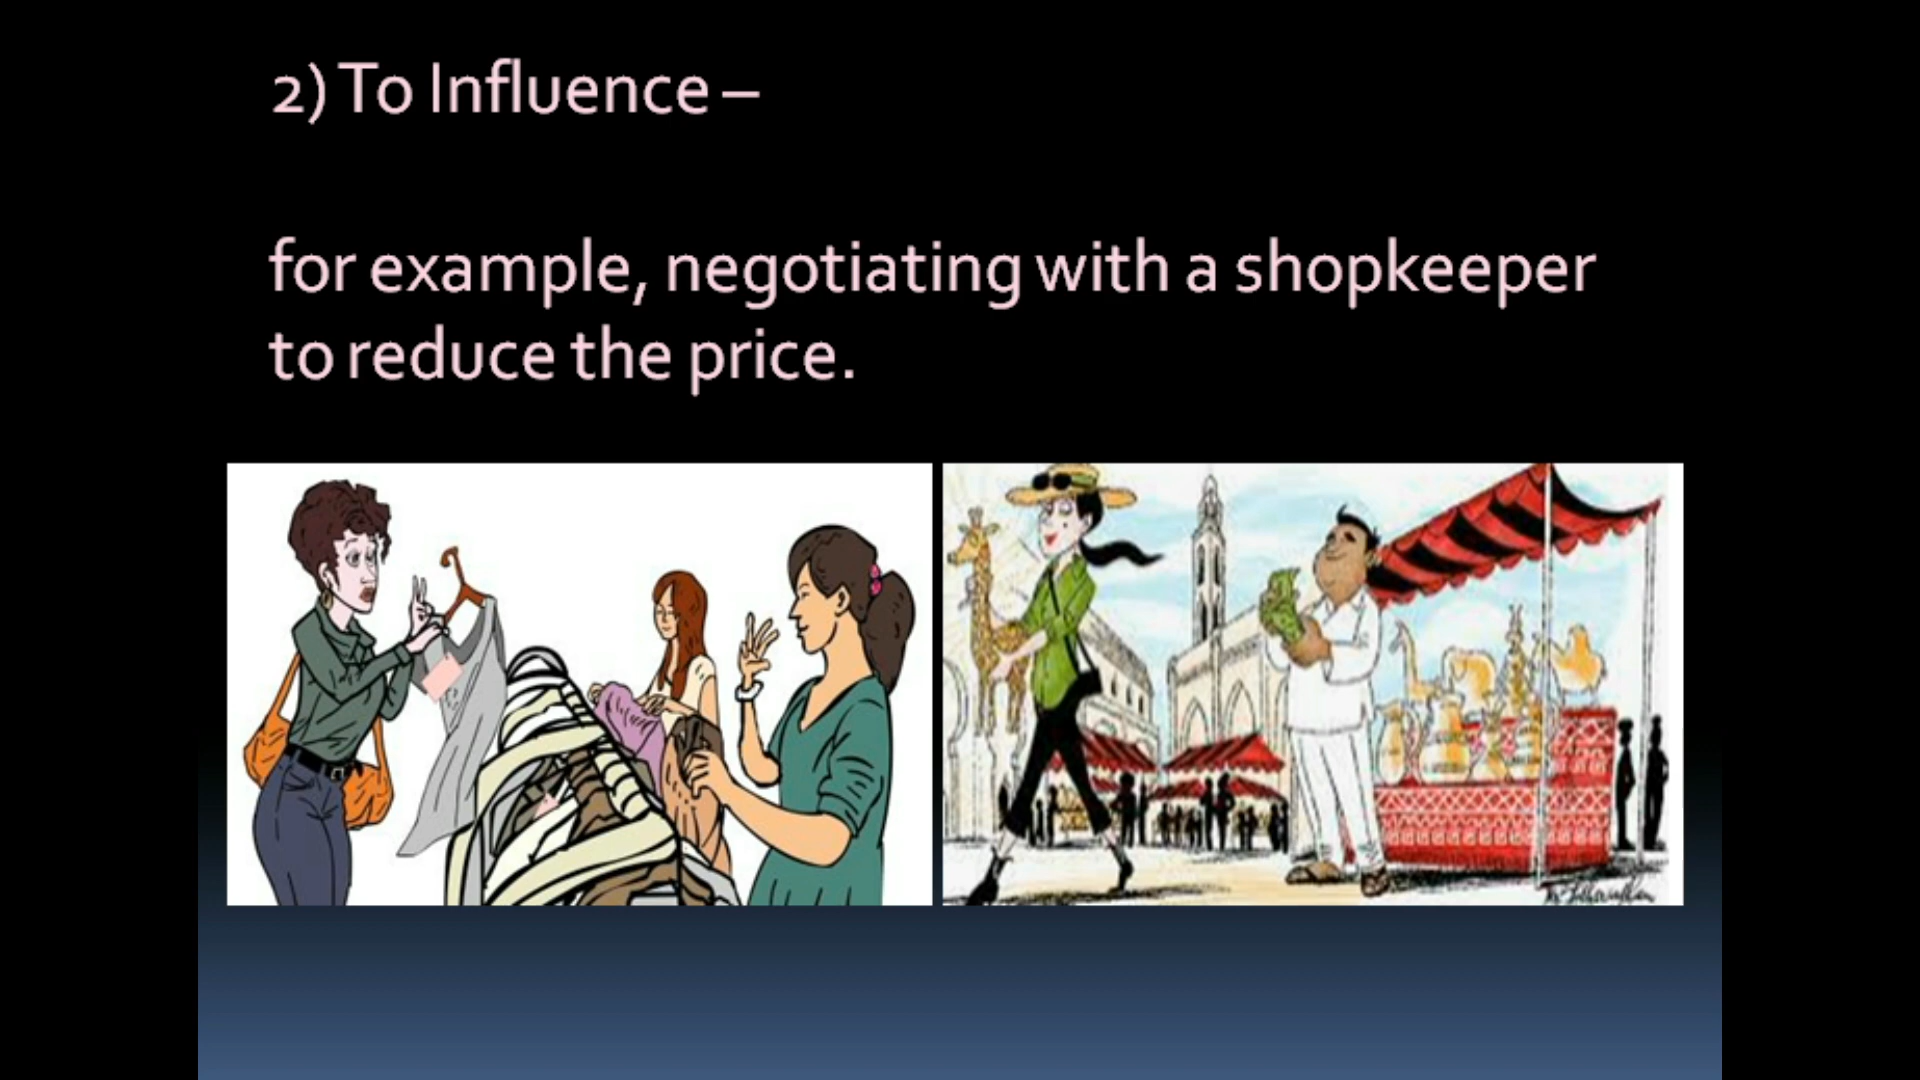 2) To Influence –
for example, negotiating with a shopkeeper
to reduce the price.